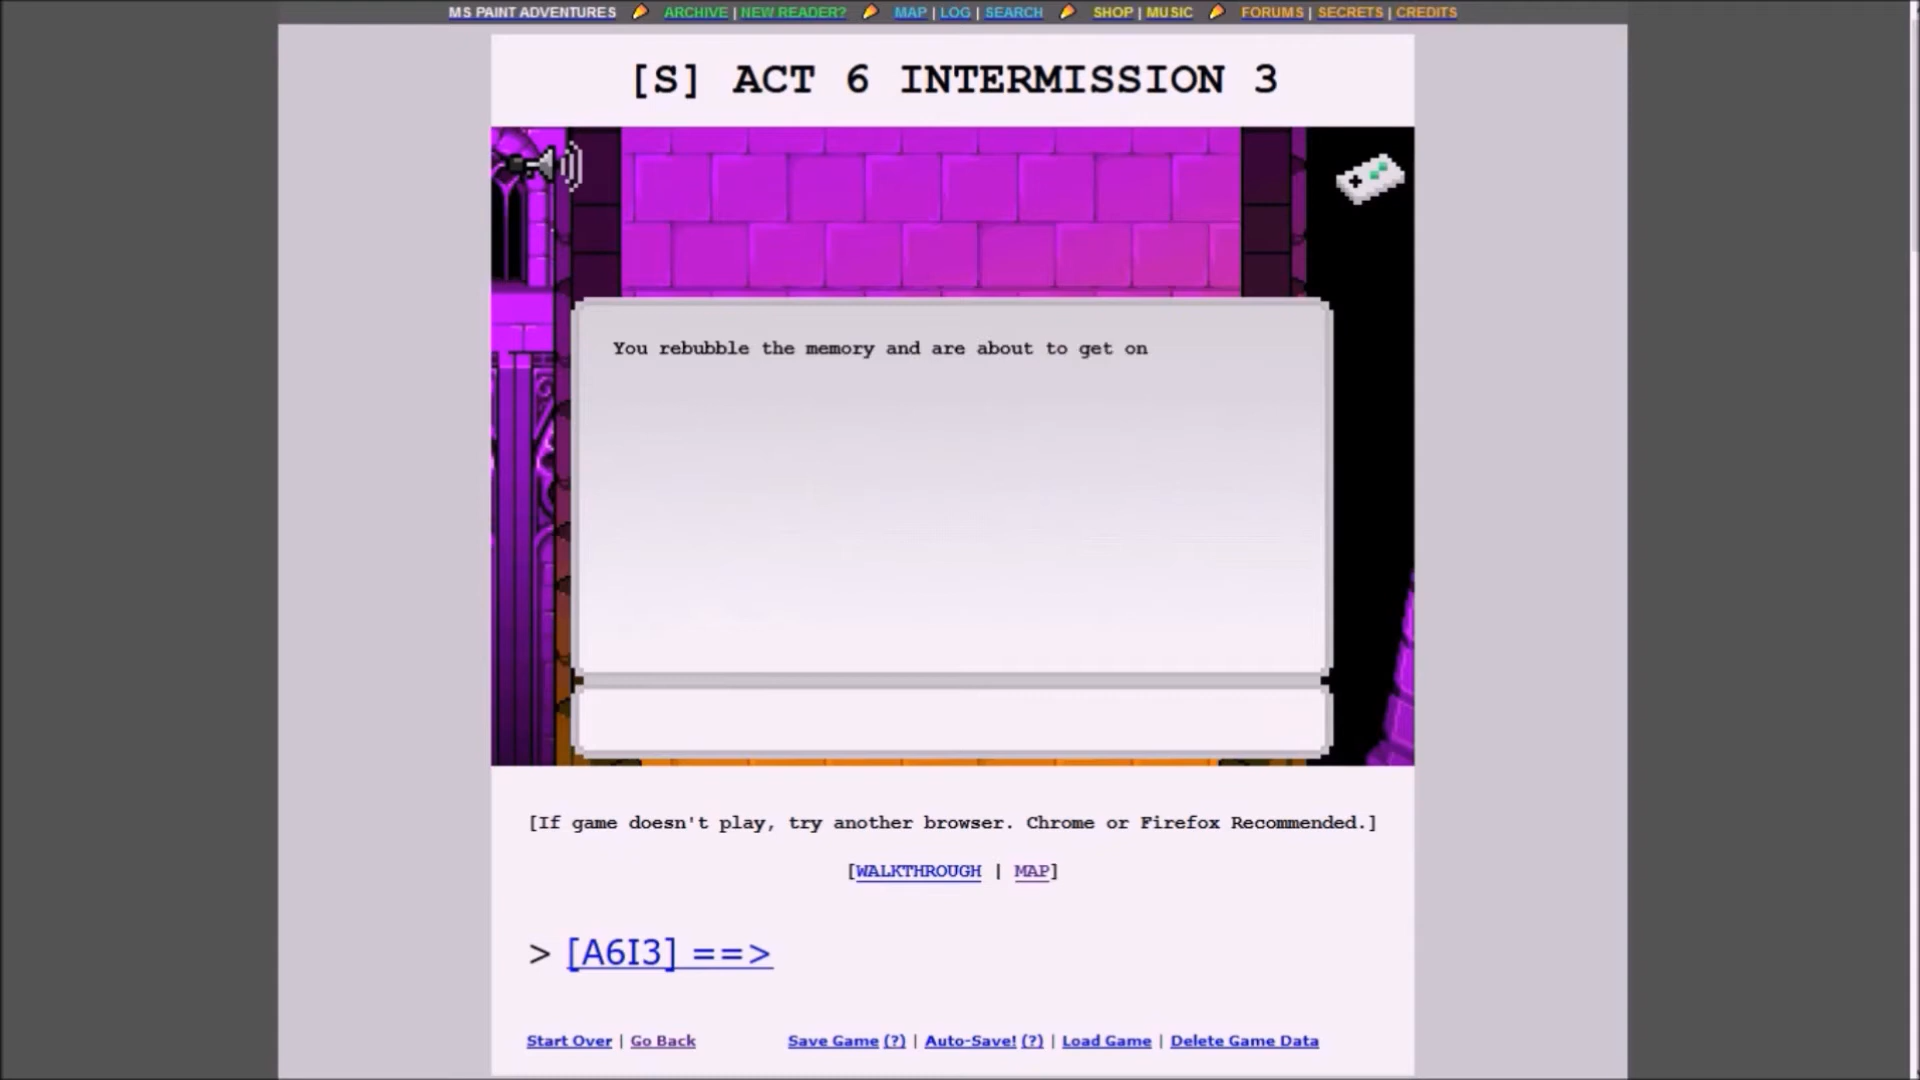 MS PAINT ADVENTURES ARCHIVE | NEW READER? MAP | LOG | SEARCH SHOP | MUSIC FORUMS | SECRETS | CREDITS
[S] ACT 6 INTERMISSION 3
You rebubble the memory and are about to get on
[If game doesn't play, try another browser. Chrome or Firefox Recommended.]
[WALKTHROUGH | MAP]
> [A6I3] ==>
Start Over | Go Back Save Game (?) | Auto-Save! (?) | Load Game | Delete Game Data